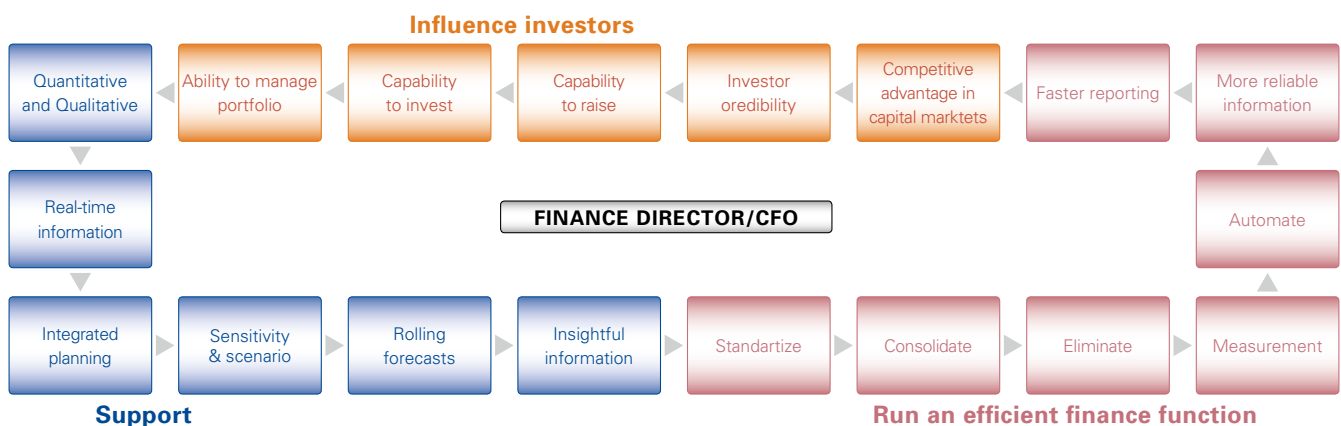 Influence investors
Quantitative
and Qualitative
Ability to manage
portfolio
Capability
to invest
Capability
to raise
Investor
oredibility
Competitive
advantage in
capital marktets
Faster reporting
More reliable
information
Real-time
information
FINANCE DIRECTOR/CFO
Automate
Integrated
planning
Sensitivity
& scenario
Rolling
forecasts
Insightful
information
Standartize
Consolidate
Eliminate
Measurement
Support
Run an efficient finance function